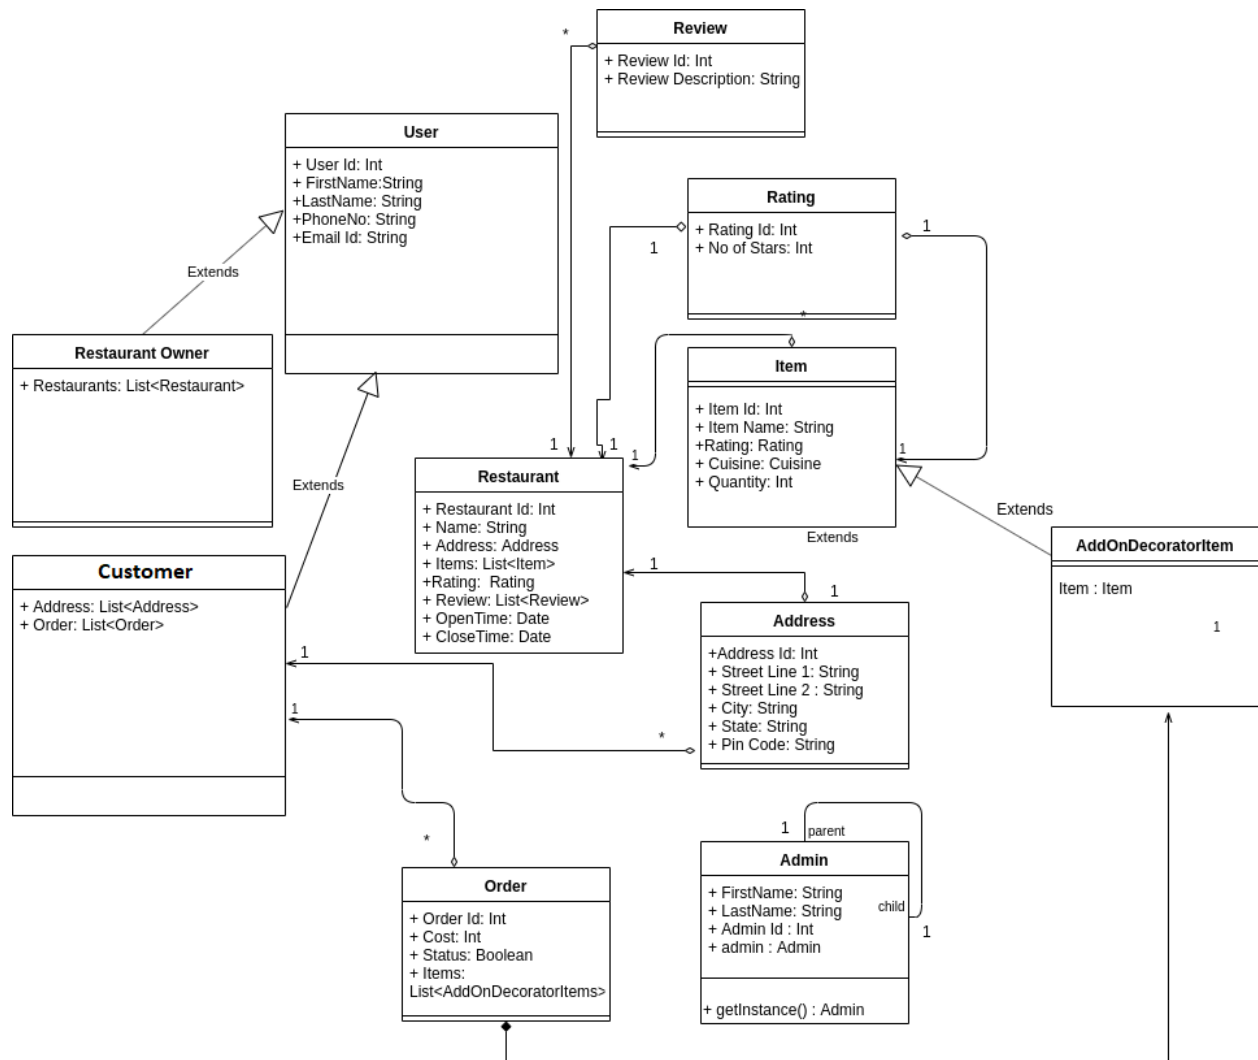 Review
+ Review Id: Int
+ Review Description: String
*
1
User
+ User Id: Int
+ FirstName:String
+LastName: String
+PhoneNo: String
+Email Id: String
Extends
Rating
+ Rating Id: Int
+ No of Stars: Int
1
1
1
1
Restaurant Owner
+ Restaurants: List<Restaurant>
Item
+ Item Id: Int
+ Item Name: String
+Rating: Rating
+ Cuisine: Cuisine
+ Quantity: Int
*
1
Extends
Extends
Restaurant
+ Restaurant Id: Int
+ Name: String
+ Address: Address
+ Items: List<Item>
+Rating:  Rating
+ Review: List<Review>
+ OpenTime: Date
+ CloseTime: Date
Extends
AddOnDecoratorItem
Item : Item
1
Customer
+ Address: List<Address>
+ Order: List<Order>
1
1
Address
+Address Id: Int
+ Street Line 1: String
+ Street Line 2 : String
+ City: String
+ State: String
+ Pin Code: String
1
*
1
*
Order
+ Order Id: Int
+ Cost: Int
+ Status: Boolean
+ Items:
List<AddOnDecoratorItems>
1
parent
Admin
+ FirstName: String
+ LastName: String
+ Admin Id : Int
+ admin : Admin
child
1
+ getInstance() : Admin